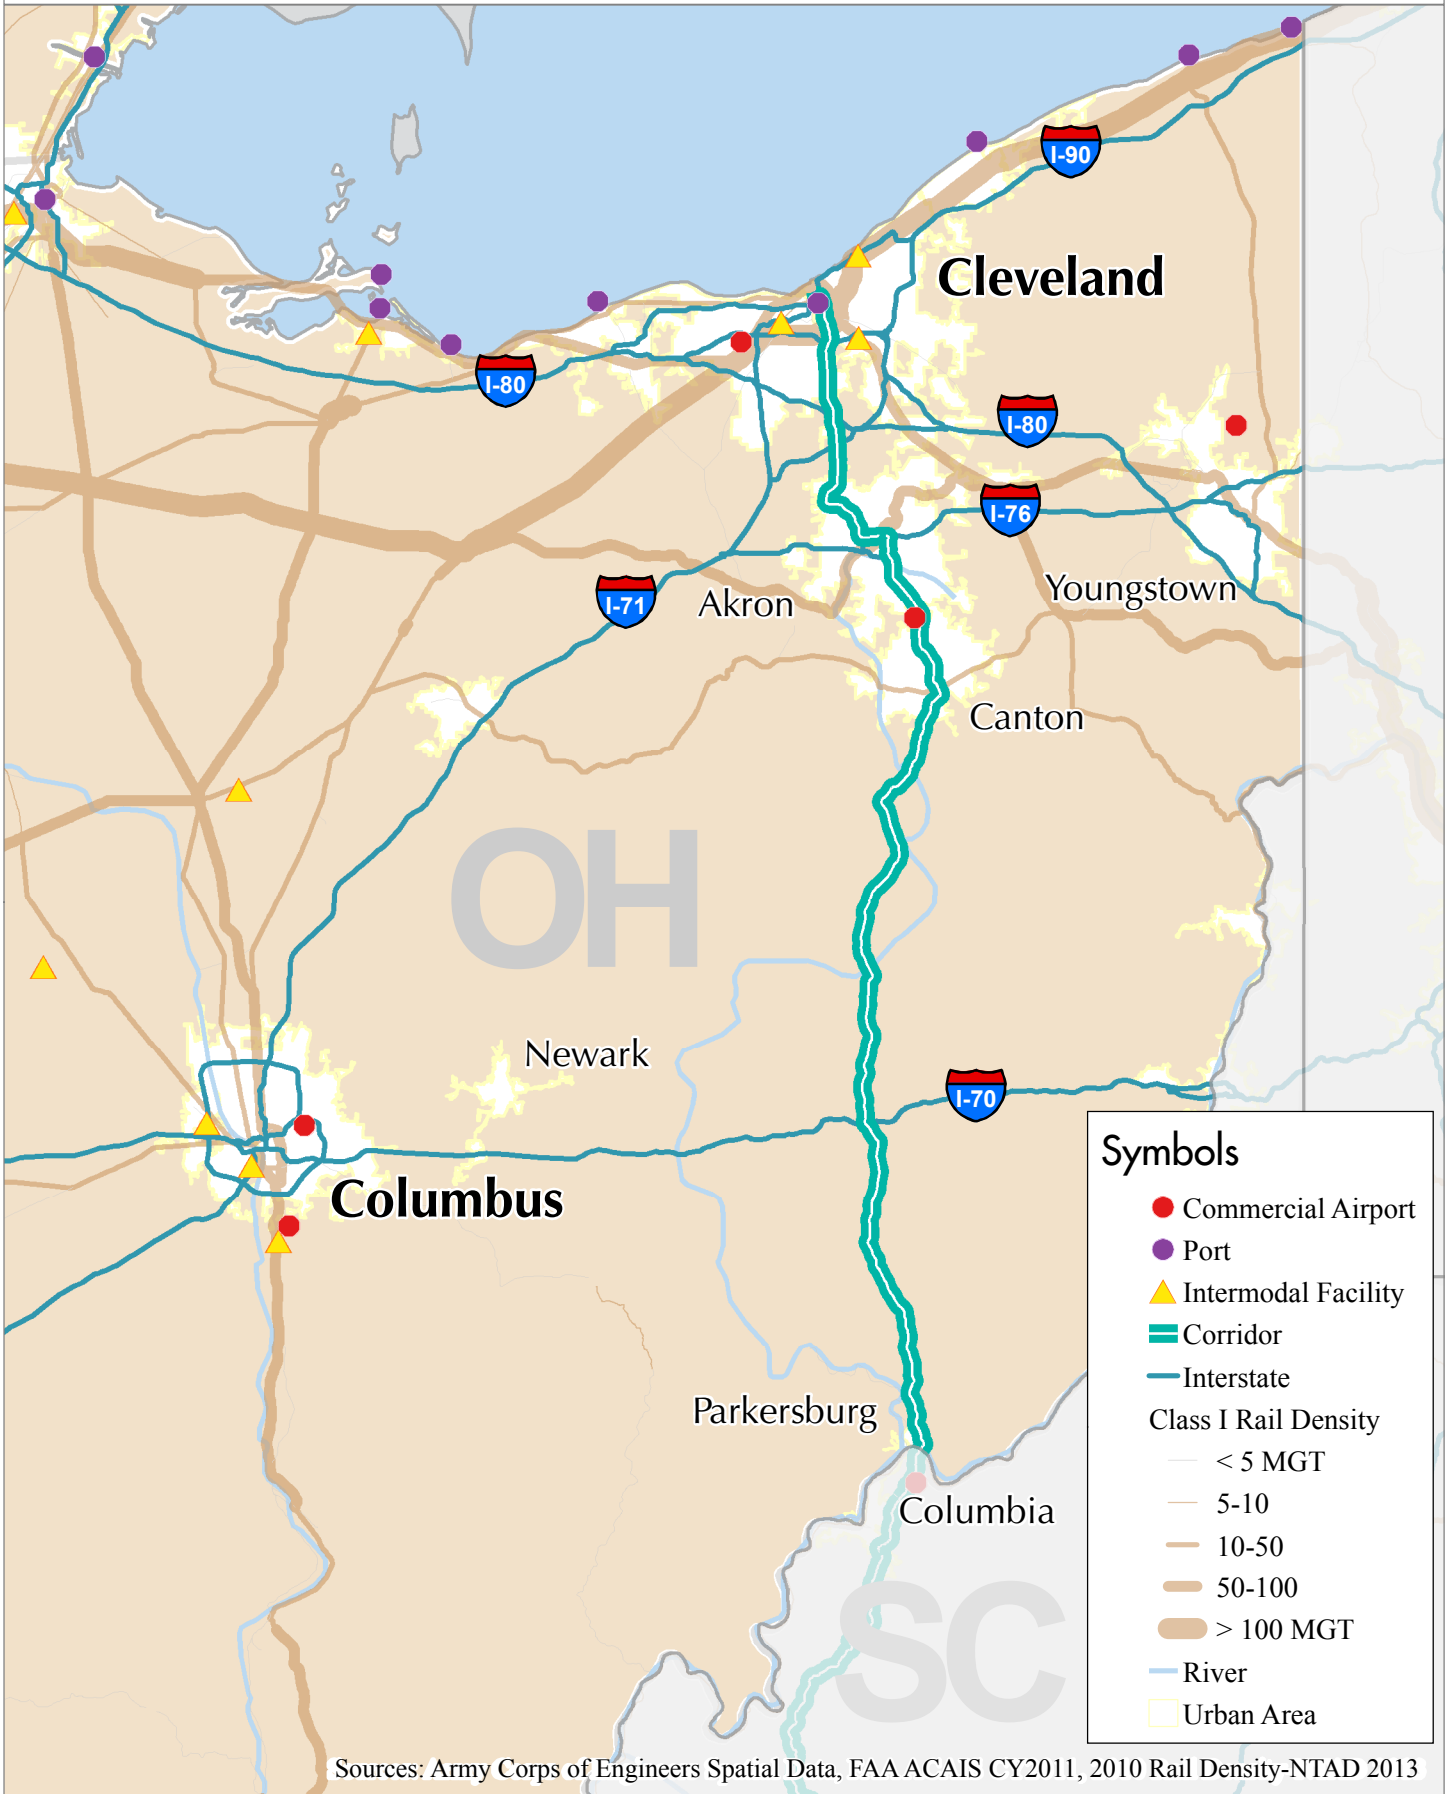 I-90
Cleveland
I-80
I-80
I-76
I-71
Akron
Youngstown
Canton
OH
Newark
I-70
Columbus
Parkersburg
Columbia
SC
Symbols
Commercial Airport
Port
Intermodal Facility
Corridor
Interstate
Class I Rail Density
< 5 MGT
5-10
10-50
50-100
> 100 MGT
River
Urban Area
Sources: Army Corps of Engineers Spatial Data, FAA ACAIS CY2011, 2010 Rail Density-NTAD 2013